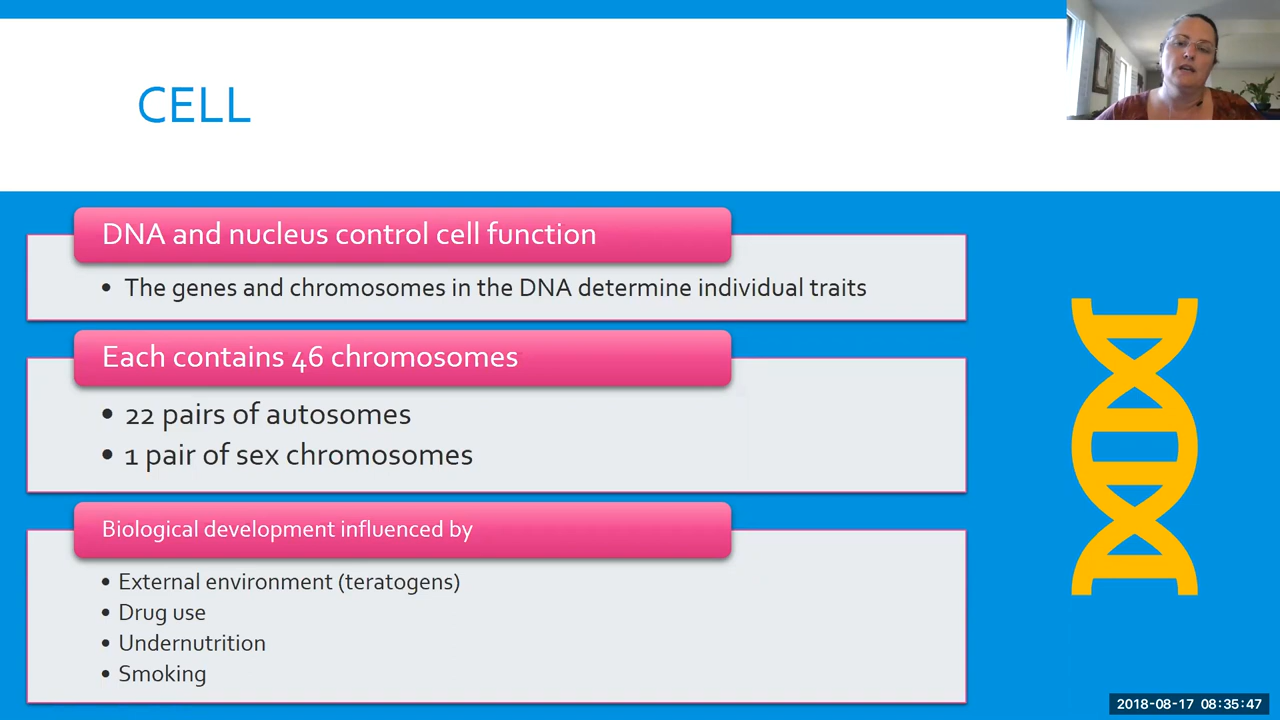 CELL
DNA and nucleus control cell function
• The genes and chromosomes in the DNA determine individual traits
Each contains 46 chromosomes
• 22 pairs of autosomes
• 1 pair of sex chromosomes
Biological development influenced by
• External environment (teratogens)
• Drug use
• Undernutrition
• Smoking
2018-08-17 08:35:47